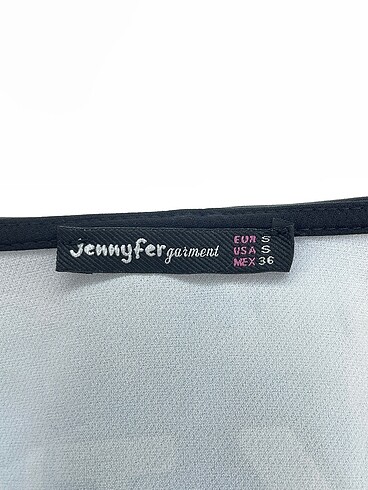 jennyfer garment
EUR S
USA S
MEX 36